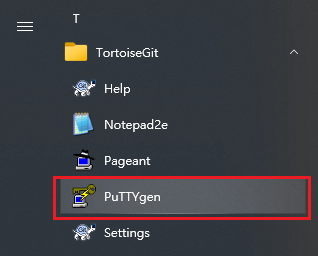 T
TortoiseGit
Help
Notepad2e
Pageant
PuTTYgen
Settings